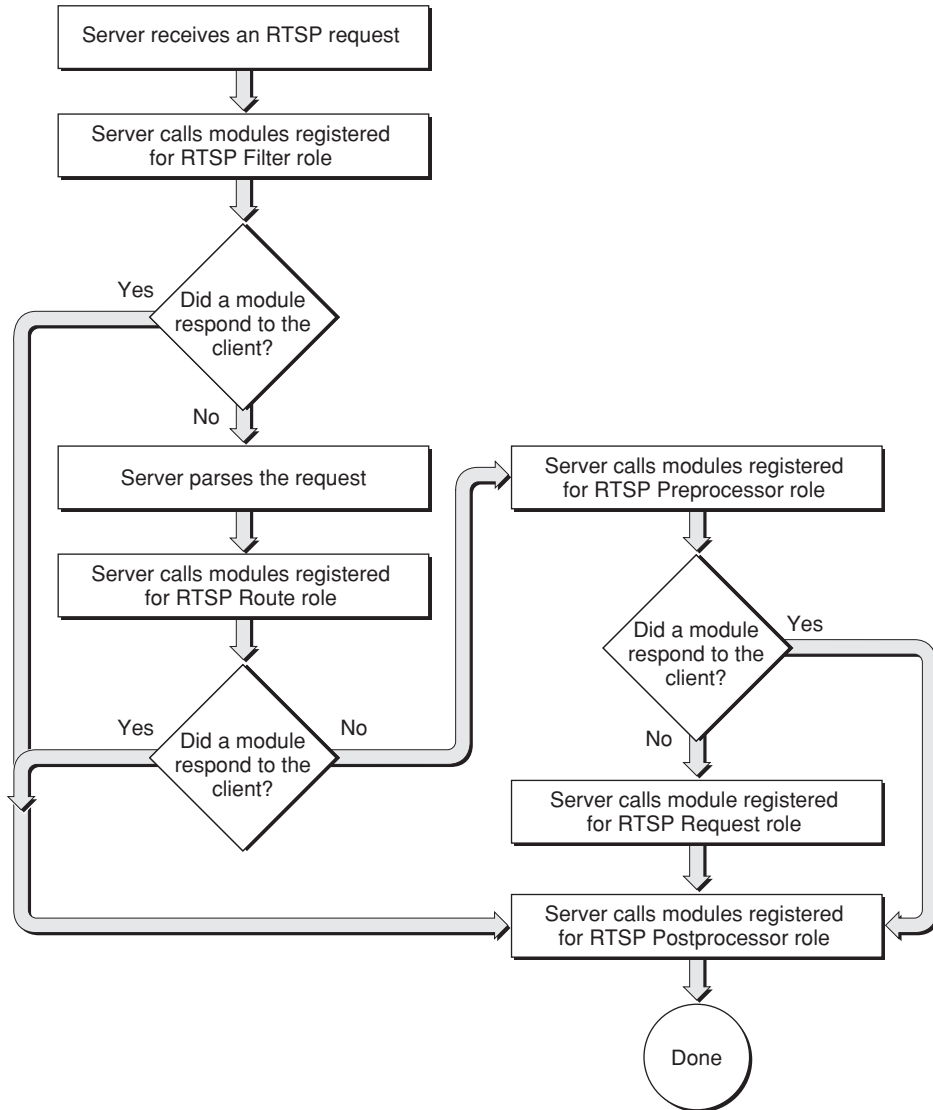 Server receives an RTSP request
Server calls modules registered
for RTSP Filter role
Yes
Did a module
respond to the
client?
No
Server parses the request
Server calls modules registered
for RTSP Route role
Yes
Did a module
respond to the
client?
No
Server calls modules registered
for RTSP Preprocessor role
Did a module
respond to the
client?
Yes
No
Server calls module registered
for RTSP Request role
Server calls modules registered
for RTSP Postprocessor role
Done